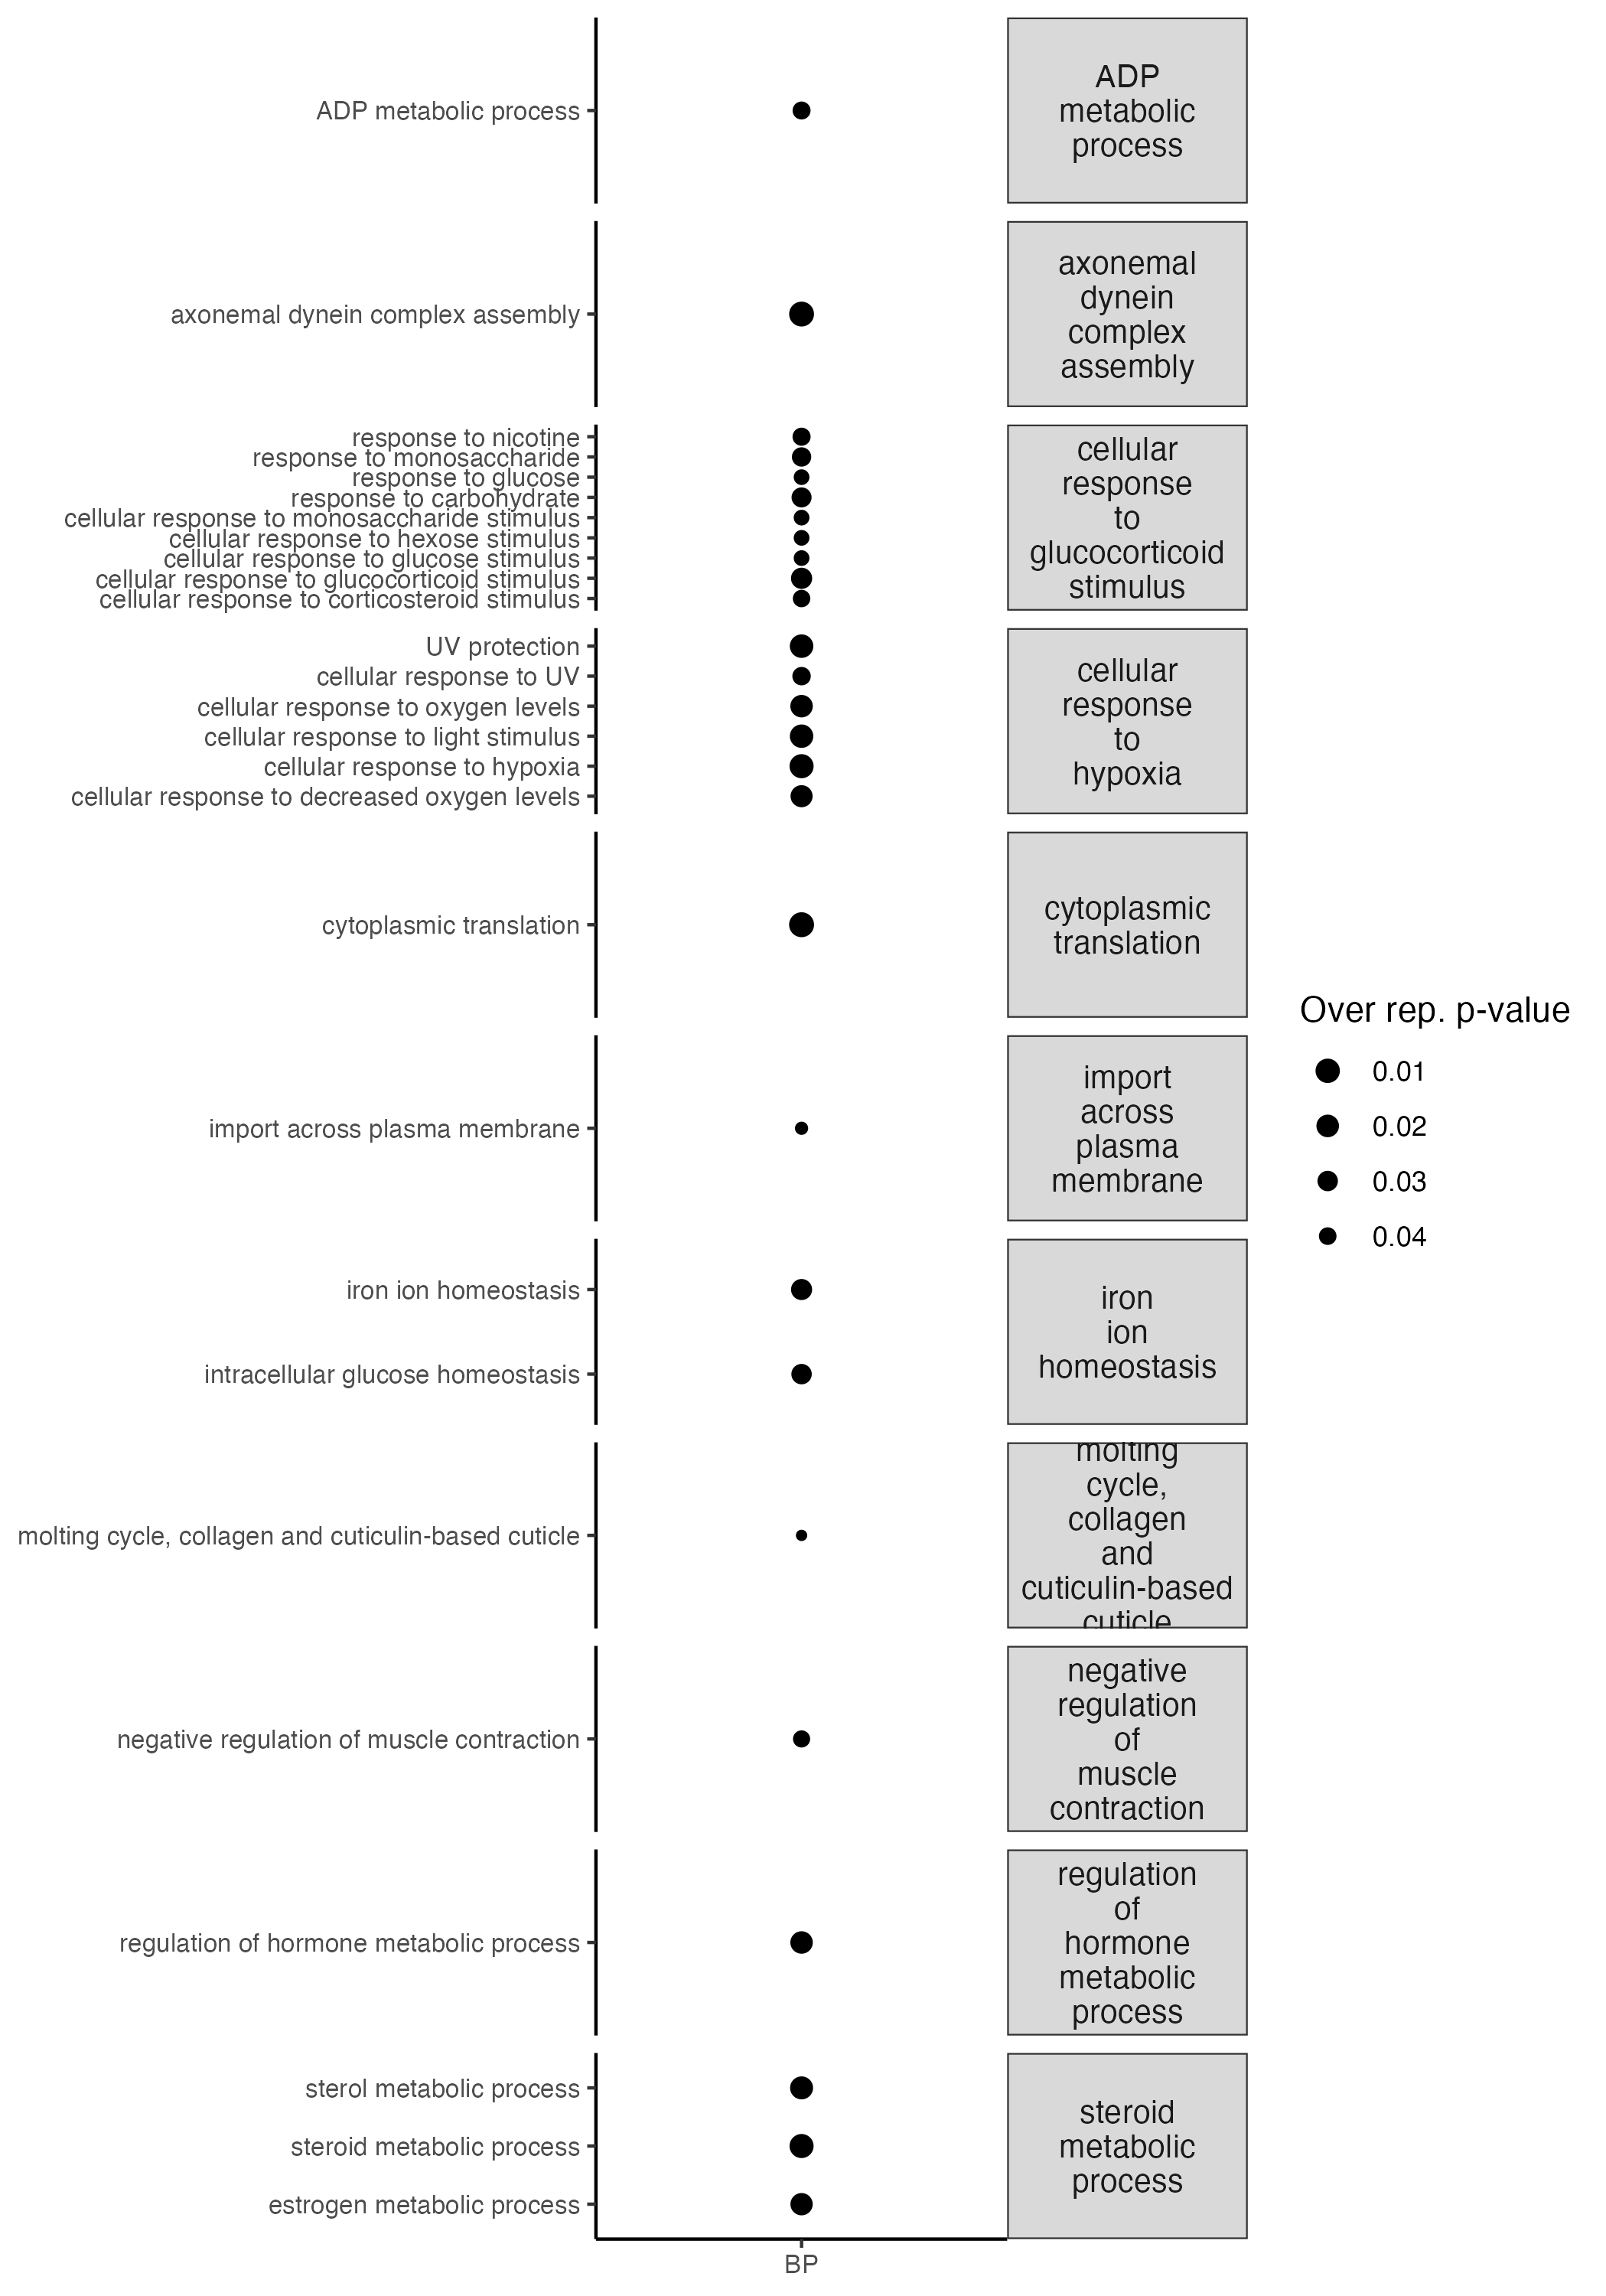 ADP metabolic process
ADP
metabolic
process
axonemal dynein complex assembly
axonemal
dynein
complex
assembly
response to nicotine
response to monosaccharide
response to glucose
response to carbohydrate
cellular response to monosaccharide stimulus
cellular response to hexose stimulus
cellular response to glucose stimulus
cellular response to glucocorticoid stimulus
cellular response to corticosteroid stimulus
cellular
response
to
glucocorticoid
stimulus
UV protection
cellular response to UV
cellular response to oxygen levels
cellular response to light stimulus
cellular response to hypoxia
cellular response to decreased oxygen levels
cellular
response
to
hypoxia
cytoplasmic translation
cytoplasmic
translation
import across plasma membrane
import
across
plasma
membrane
iron ion homeostasis
intracellular glucose homeostasis
iron
ion
homeostasis
molting cycle, collagen and cuticulin-based cuticle
molting
cycle,
collagen
and
cuticulin-based
cuticle
negative regulation of muscle contraction
negative
regulation
of
muscle
contraction
regulation of hormone metabolic process
regulation
of
hormone
metabolic
process
sterol metabolic process
steroid metabolic process
estrogen metabolic process
steroid
metabolic
process
BP
Over rep. p-value
0.01
0.02
0.03
0.04